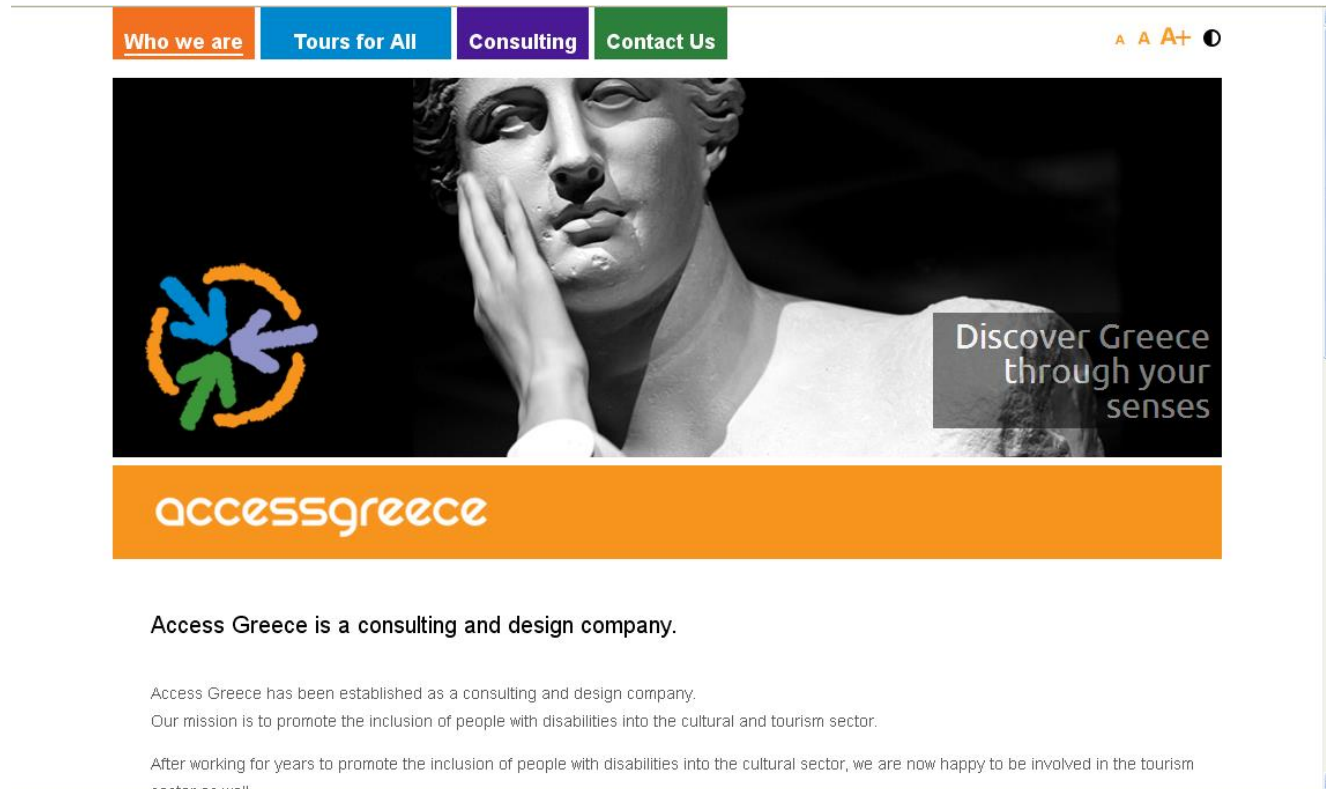 Who we are
Tours for All
Consulting
Contact Us
A A A+
Discover Greece
through your
senses
accessgreece
Access Greece is a consulting and design company.
Access Greece has been established as a consulting and design company.
Our mission is to promote the inclusion of people with disabilities into the cultural and tourism sector.
After working for years to promote the inclusion of people with disabilities into the cultural sector, we are now happy to be involved in the tourism